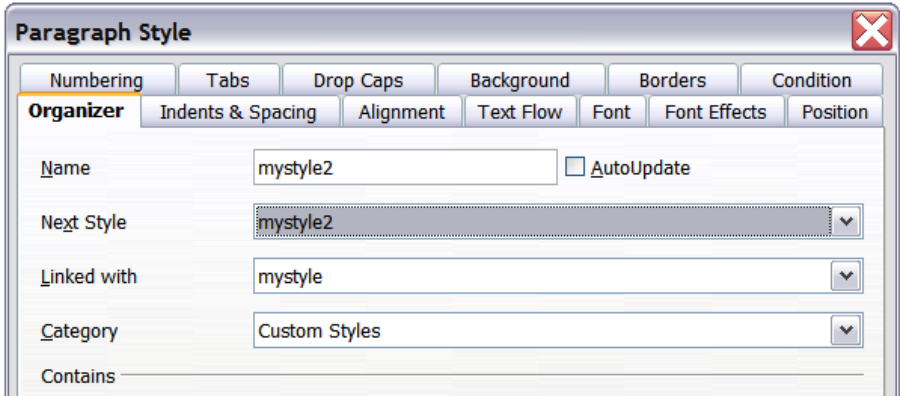 Paragraph Style
Numbering Tabs Drop Caps Background Borders Condition
Organizer Indents & Spacing Alignment Text Flow Font Font Effects Position
Name mystyle2 AutoUpdate
Next Style mystyle2
Linked with mystyle
Category Custom Styles
Contains